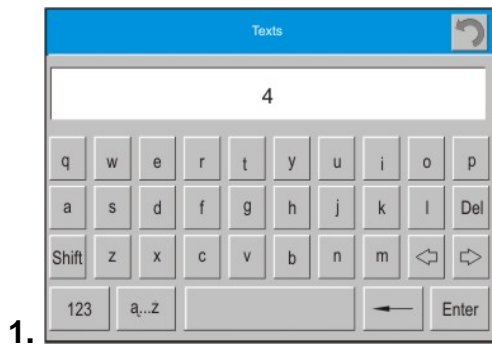 Texts
4
q w e r t y u i o p
a s d f g h j k l Del
Shift z x c v b n m
123 ą...ż Enter
1.